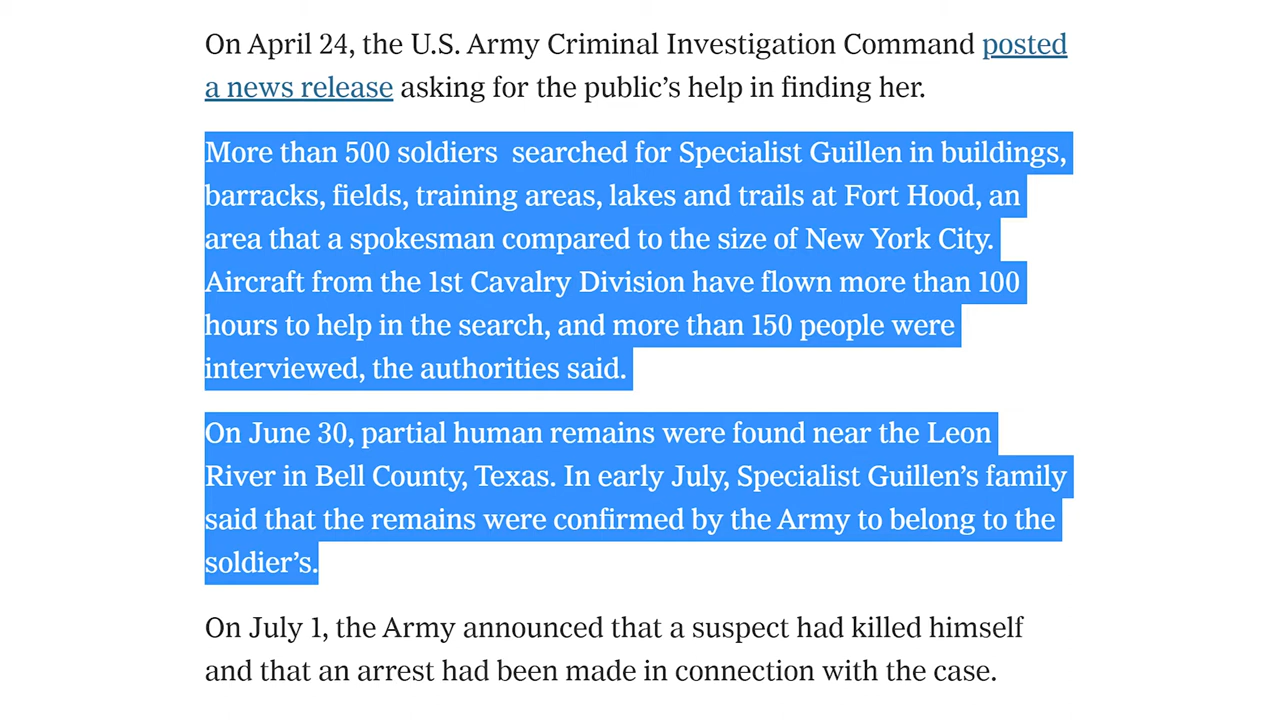 On April 24, the U.S. Army Criminal Investigation Command posted
a news release asking for the public’s help in finding her.
More than 500 soldiers  searched for Specialist Guillen in buildings,
barracks, fields, training areas, lakes and trails at Fort Hood, an
area that a spokesman compared to the size of New York City.
Aircraft from the 1st Cavalry Division have flown more than 100
hours to help in the search, and more than 150 people were
interviewed, the authorities said.
On June 30, partial human remains were found near the Leon
River in Bell County, Texas. In early July, Specialist Guillen’s family
said that the remains were confirmed by the Army to belong to the
soldier’s.
On July 1, the Army announced that a suspect had killed himself
and that an arrest had been made in connection with the case.